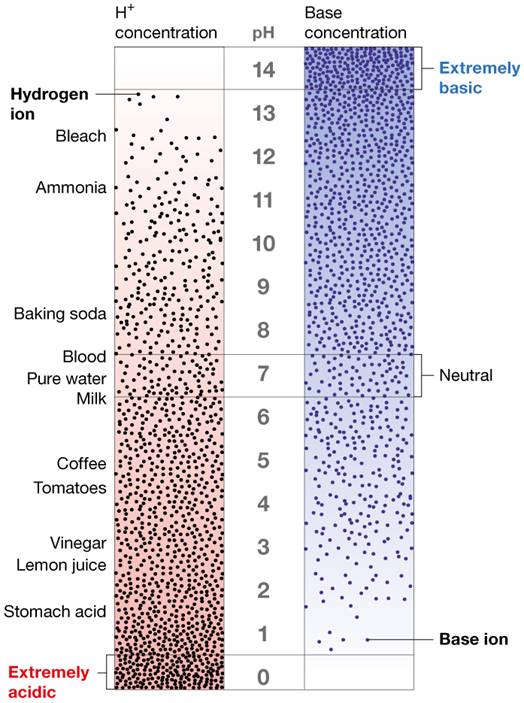 H+
concentration
pH
Base
concentration
14
Extremely
basic
Hydrogen
ion
13
Bleach
12
Ammonia
11
10
9
Baking soda
8
Blood
Pure water
7
Neutral
Milk
6
Coffee
5
Tomatoes
4
Vinegar
3
Lemon juice
2
Stomach acid
1
Base ion
Extremely
acidic
0